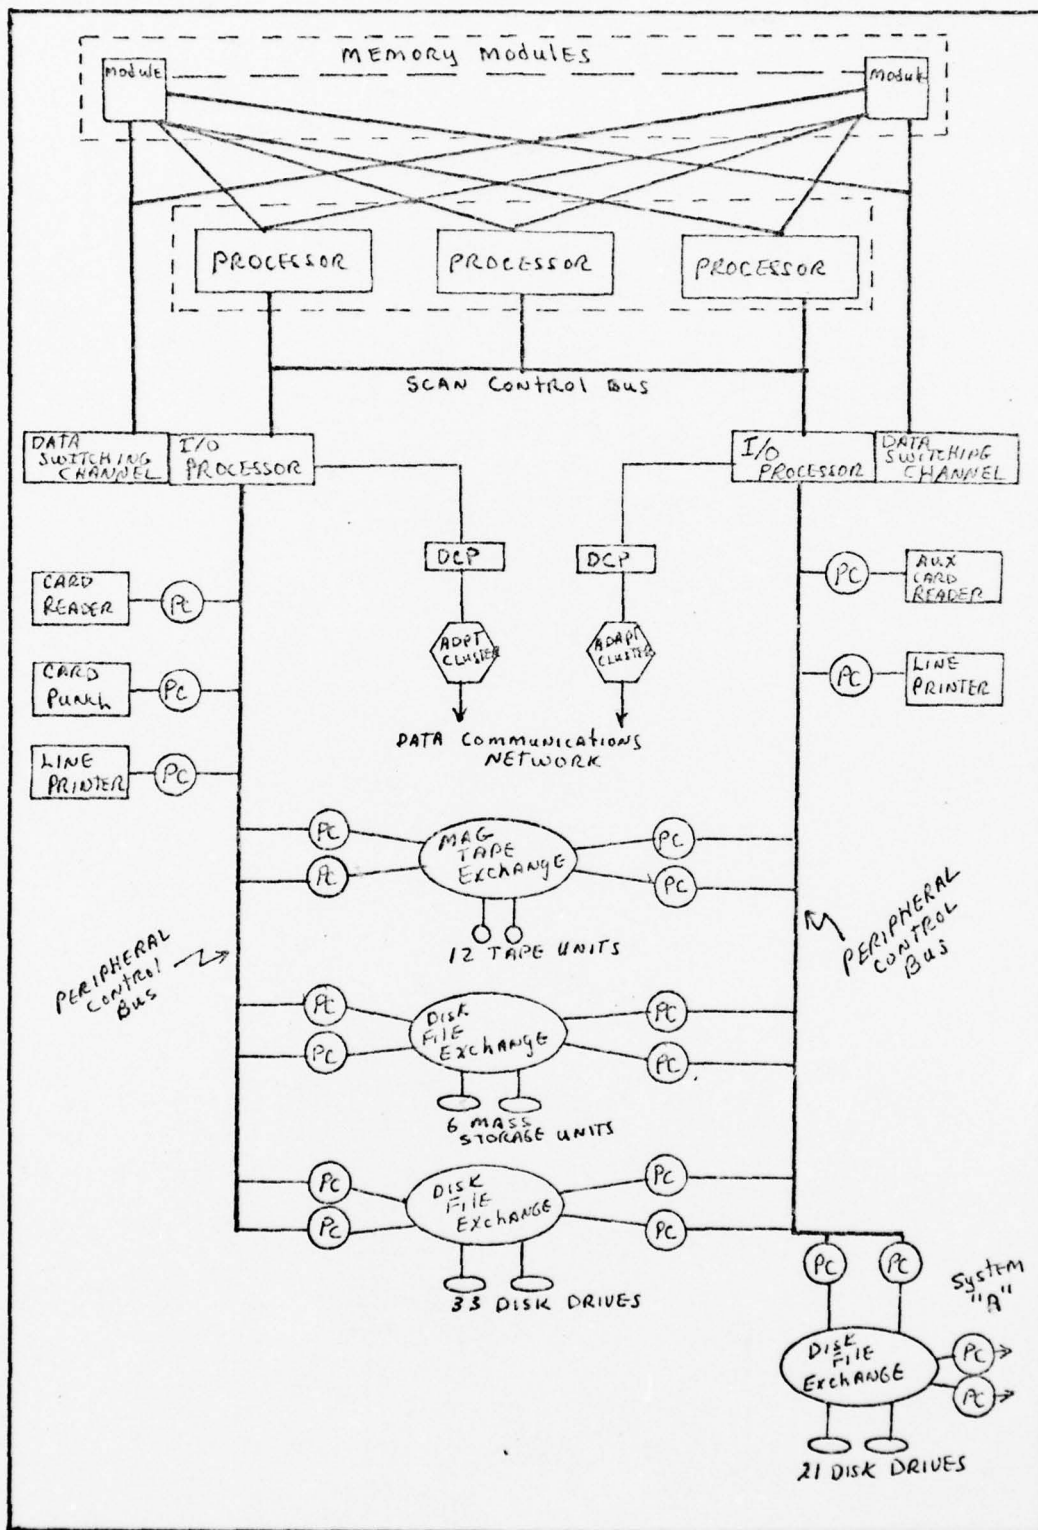 MEMORY MODULES
Module
Module
PROCESSOR
PROCESSOR
PROCESSOR
SCAN CONTROL BUS
DATA
SWITCHING
CHANNEL
I/O
PROCESSOR
I/O
PROCESSOR
DATA
SWITCHING
CHANNEL
DCP
DCP
CARD
READER
PC
PC
AUX
CARD
READER
ADPT
CLUSTER
ADAPT
CLUSTER
CARD
PUNCH
PC
PC
LINE
PRINTER
DATA COMMUNICATIONS
NETWORK
LINE
PRINTER
PC
PC
MAG
TAPE
EXCHANGE
PC
PC
PC
12 TAPE UNITS
PERIPHERAL
CONTROL
BUS
PERIPHERAL
CONTROL
BUS
PC
DISK
FILE
EXCHANGE
PC
PC
PC
6 MASS
STORAGE UNITS
PC
DISK
FILE
EXCHANGE
PC
PC
PC
33 DISK DRIVES
PC
PC
SYSTEM
DISK
FILE
EXCHANGE
PC
PC
21 DISK DRIVES